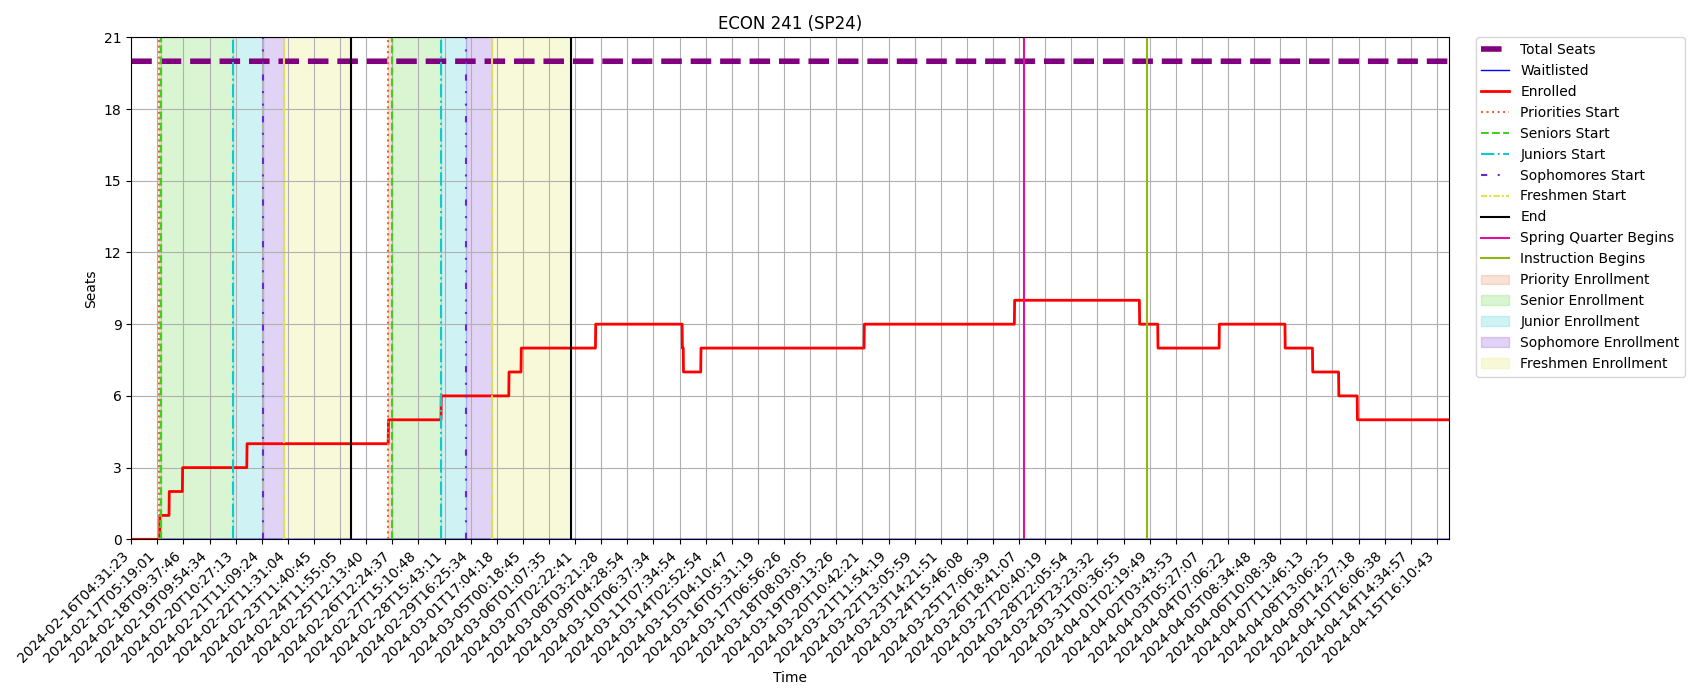 ECON 241 (SP24)
21
18
15
12
9
6
3
0
Seats
2024-02-16T04:31:23
2024-02-17T05:19:01
2024-02-18T09:37:46
2024-02-19T09:54:34
2024-02-20T10:27:13
2024-02-21T11:09:24
2024-02-22T11:31:04
2024-02-23T11:40:45
2024-02-24T11:55:05
2024-02-25T12:13:40
2024-02-26T12:24:37
2024-02-27T15:10:48
2024-02-28T15:43:11
2024-02-29T16:25:34
2024-03-01T17:04:18
2024-03-05T00:18:45
2024-03-06T01:07:35
2024-03-07T02:22:41
2024-03-08T03:21:28
2024-03-09T04:28:54
2024-03-10T06:37:34
2024-03-11T07:34:54
2024-03-14T02:52:54
2024-03-15T04:10:47
2024-03-16T05:31:19
2024-03-17T06:56:26
2024-03-18T08:03:05
2024-03-19T09:13:26
2024-03-20T10:42:21
2024-03-21T11:54:19
2024-03-22T13:05:59
2024-03-23T14:21:51
2024-03-24T15:46:08
2024-03-25T17:06:39
2024-03-26T18:41:07
2024-03-27T20:40:19
2024-03-28T22:05:54
2024-03-29T23:23:32
2024-03-31T00:36:55
2024-04-01T02:19:49
2024-04-02T03:43:53
2024-04-03T05:27:07
2024-04-04T07:06:22
2024-04-05T08:34:48
2024-04-06T10:08:38
2024-04-07T11:46:13
2024-04-08T13:06:25
2024-04-09T14:27:18
2024-04-10T16:06:38
2024-04-14T14:34:57
2024-04-15T16:10:43
Time
Total Seats
Waitlisted
Enrolled
Priorities Start
Seniors Start
Juniors Start
Sophomores Start
Freshmen Start
End
Spring Quarter Begins
Instruction Begins
Priority Enrollment
Senior Enrollment
Junior Enrollment
Sophomore Enrollment
Freshmen Enrollment